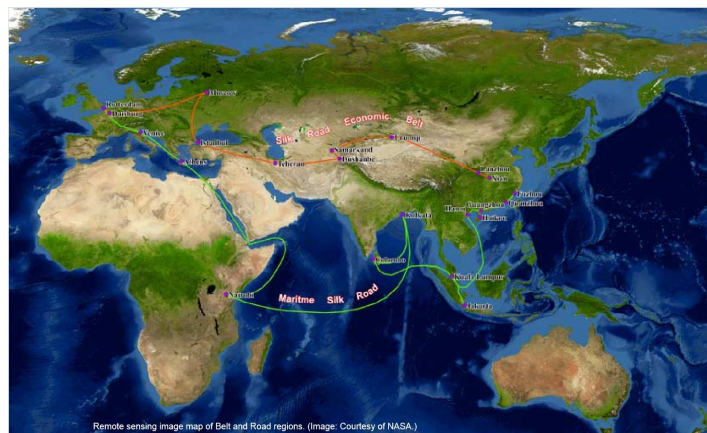 Moscow
Rotterdam
Duisburg
Venice
Istanbul
Athens
Silk Road Economic Belt
Urumqi
Samarkand
Dushanbe
Teheran
Lanzhou
Xi'an
Fuzhou
Quanzhou
Guangzhou
Hanoi
Haikou
Kolkata
Colombo
Kuala Lumpur
Jakarta
Nairobi
Maritme Silk Road
Remote sensing image map of Belt and Road regions. (Image: Courtesy of NASA.)